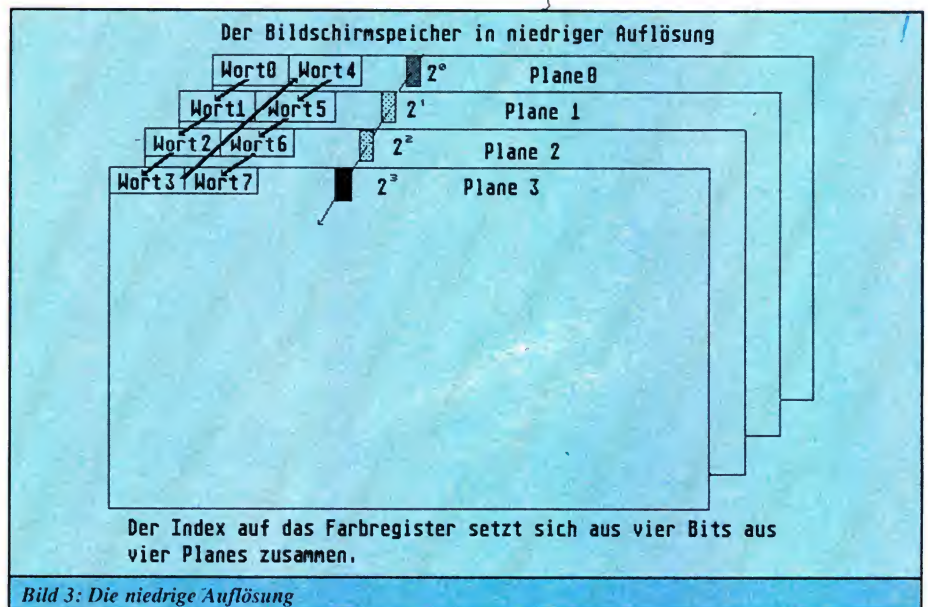 Der Bildschirmspeicher in niedriger Auflösung
Wort0 Wort4 2⁰ Plane0
Wort1 Wort5 2¹ Plane 1
Wort2 Wort6 2² Plane 2
Wort3 Wort7 2³ Plane 3
Der Index auf das Farbregister setzt sich aus vier Bits aus
vier Planes zusammen.
Bild 3: Die niedrige Auflösung